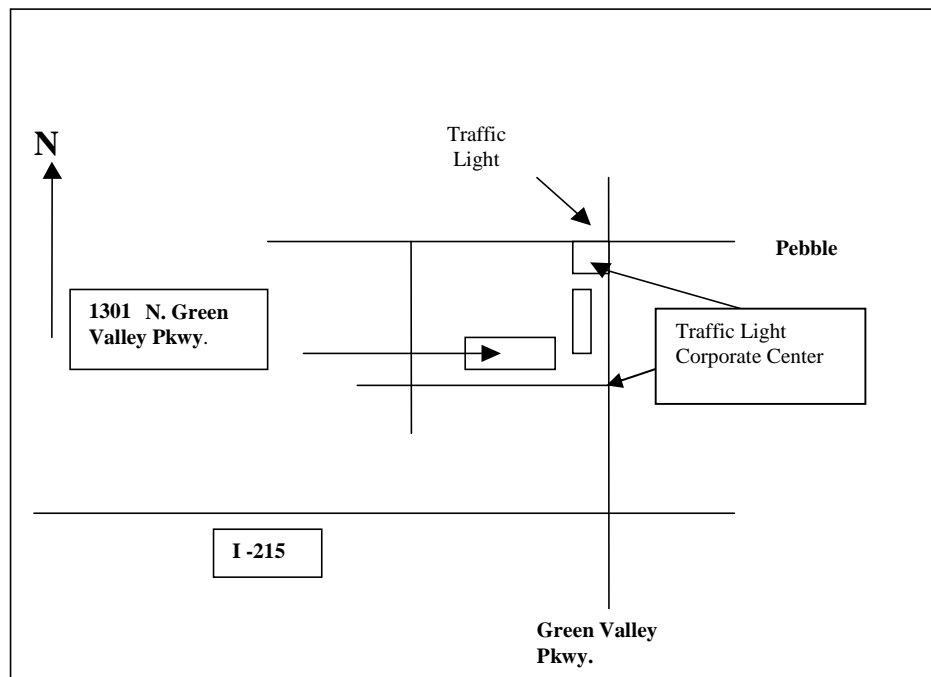 N
Traffic
Light
Pebble
1301 N. Green
Valley Pkwy.
Traffic Light
Corporate Center
I -215
Green Valley
Pkwy.